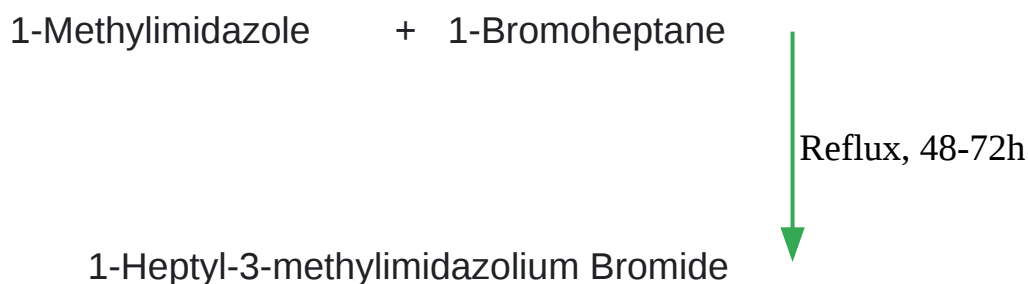 1-Methylimidazole + 1-Bromoheptane
Reflux, 48-72h
1-Heptyl-3-methylimidazolium Bromide